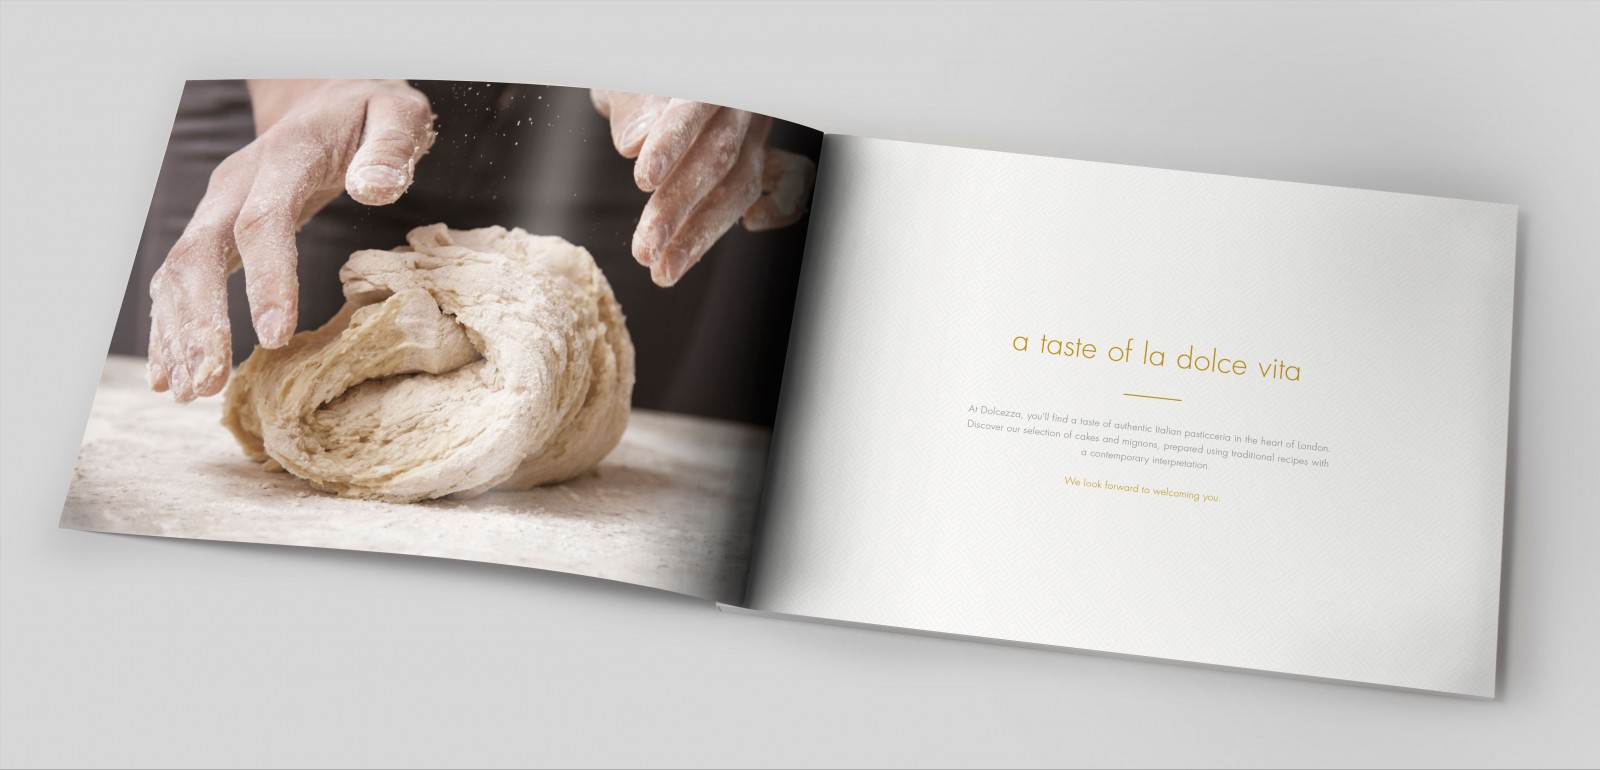 a taste of la dolce vita
At Dolcezza, you'll find a taste of authentic Italian pasticceria in the heart of London.
Discover our selection of cakes and mignons, prepared using traditional recipes with
a contemporary interpretation.
We look forward to welcoming you.